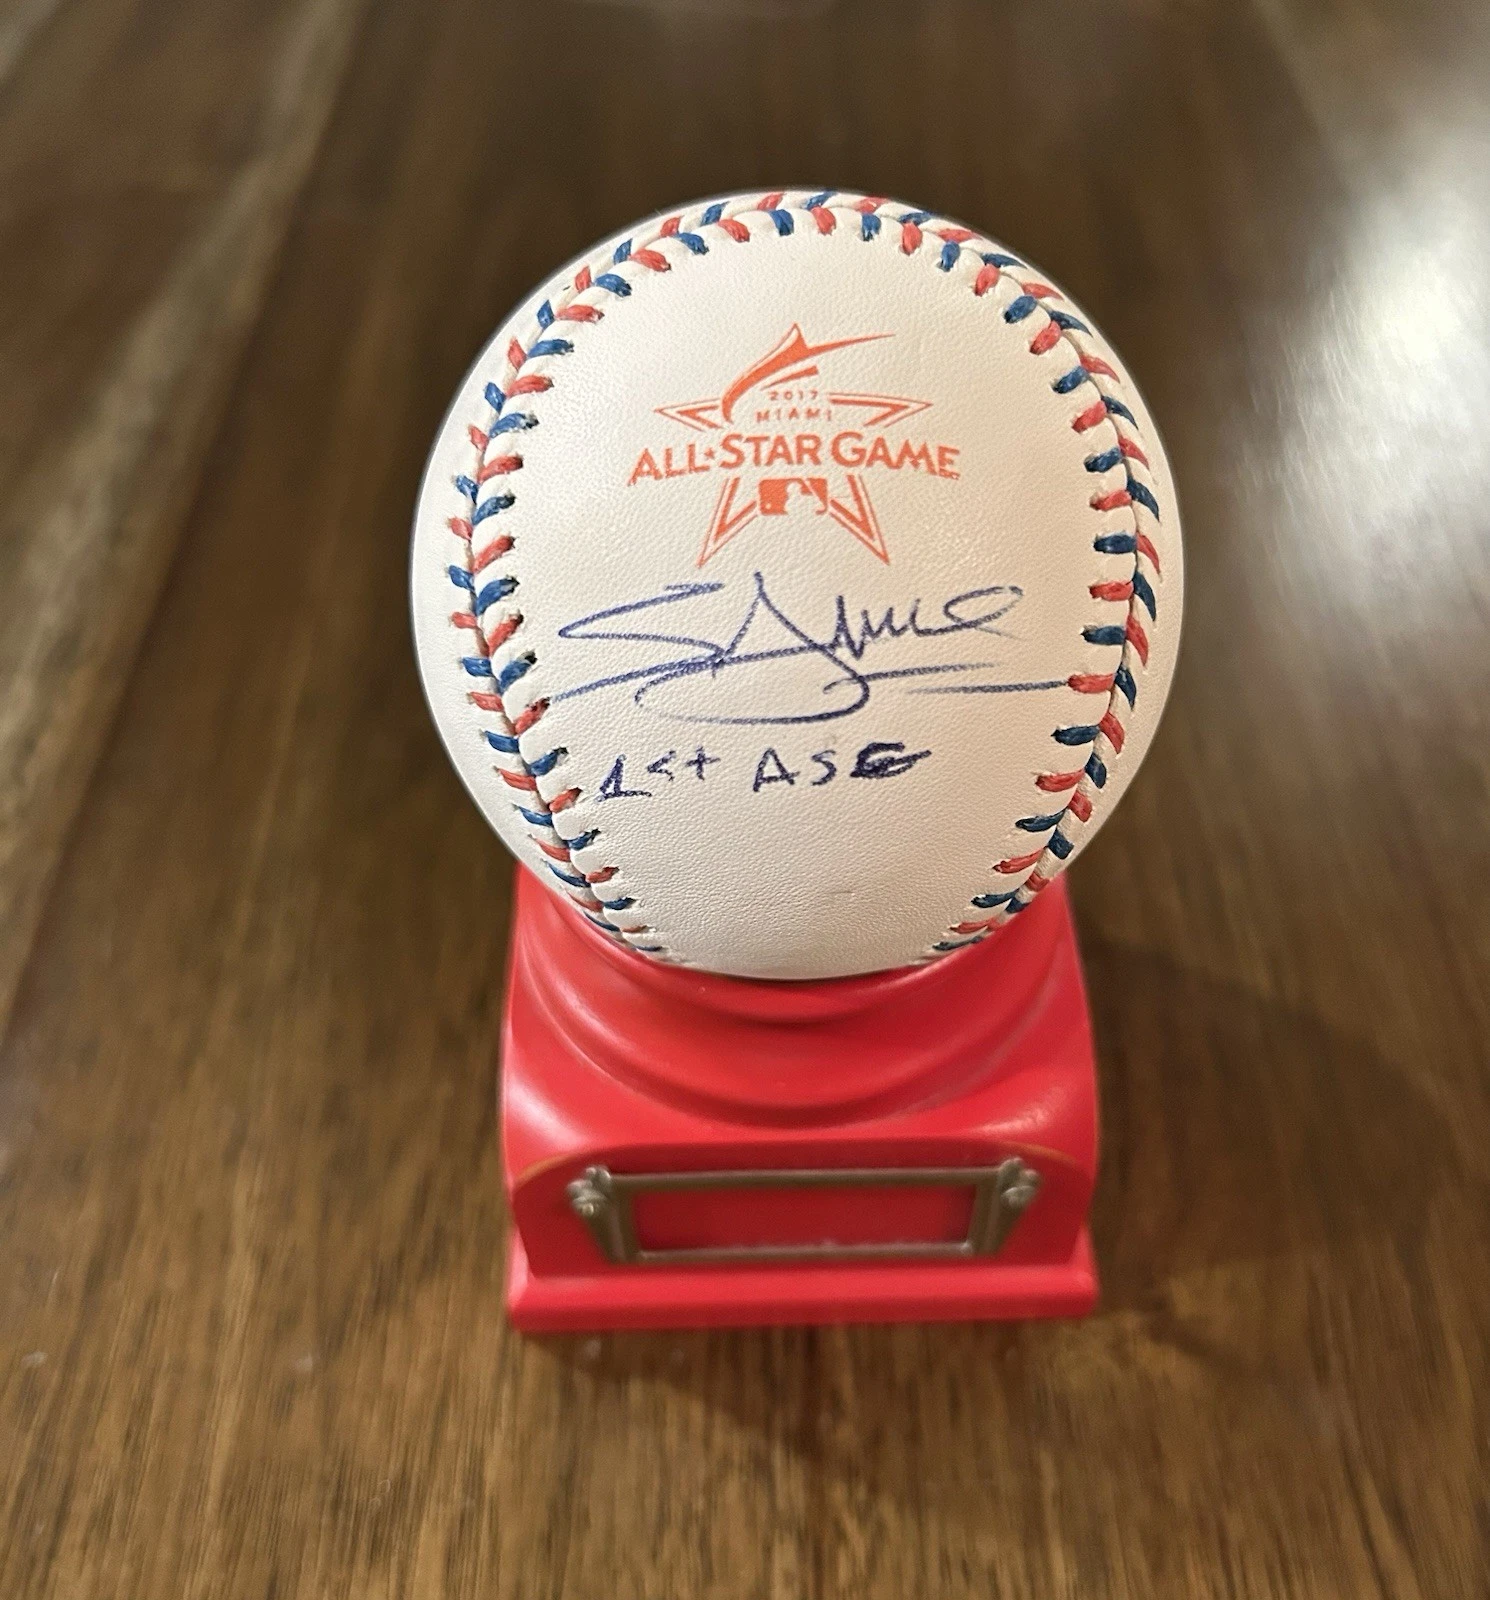 2017
MIAMI
ALL★STAR GAME
1st ASG